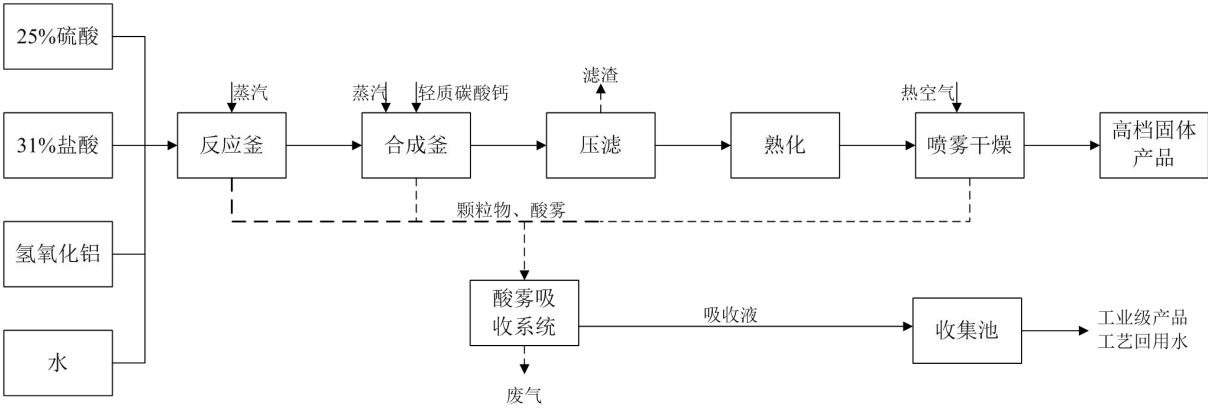 25%硫酸
31%盐酸
氢氧化铝
水
蒸汽
反应釜
蒸汽
轻质碳酸钙
合成釜
滤渣
压滤
熟化
热空气
喷雾干燥
高档固体
产品
颗粒物、酸雾
酸雾吸
收系统
废气
吸收液
收集池
工业级产品
工艺回用水